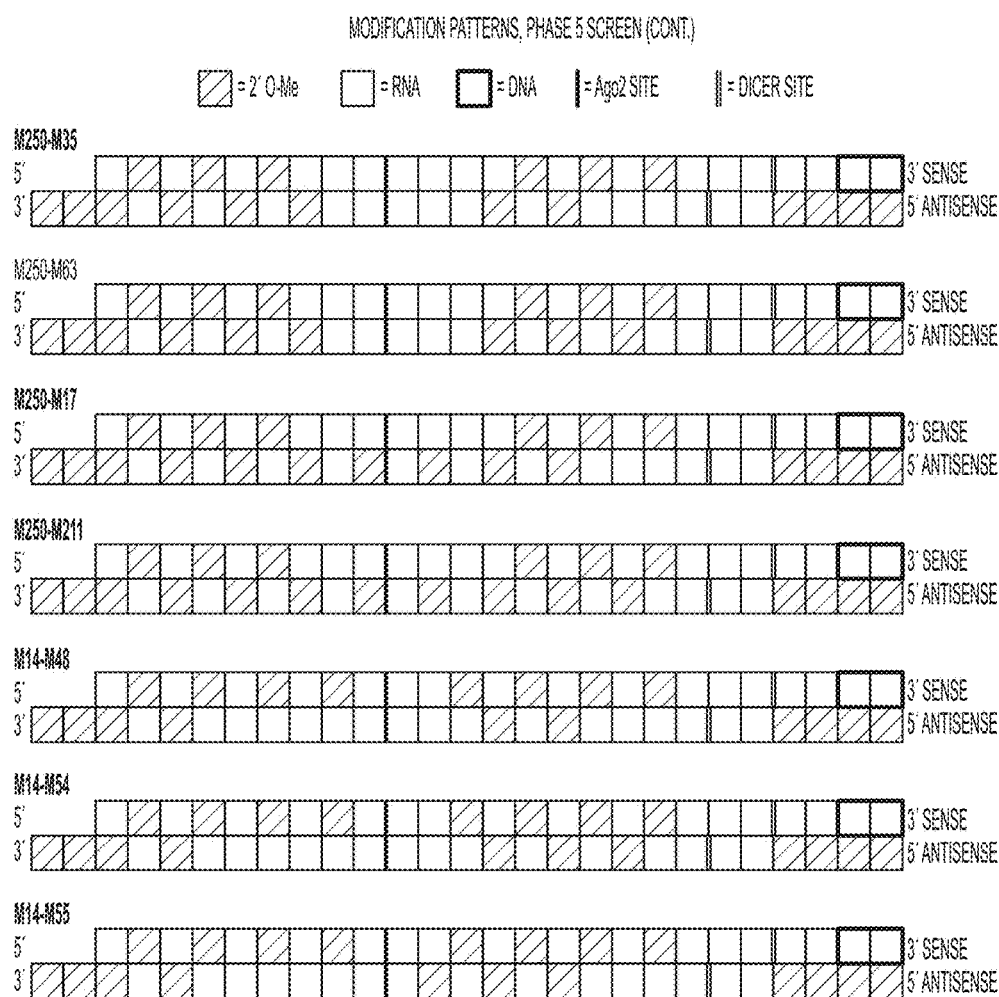 MODIFICATION PATTERNS, PHASE 5 SCREEN (CONT.)
= 2´ O-Me = RNA = DNA = Ago2 SITE = DICER SITE
M250-M35
5´ 3´ SENSE
3´ 5´ ANTISENSE
M250-M63
5´ 3´ SENSE
3´ 5´ ANTISENSE
M250-M17
5´ 3´ SENSE
3´ 5´ ANTISENSE
M250-M211
5´ 3´ SENSE
3´ 5´ ANTISENSE
M14-M48
5´ 3´ SENSE
3´ 5´ ANTISENSE
M14-M54
5´ 3´ SENSE
3´ 5´ ANTISENSE
M14-M55
5´ 3´ SENSE
3´ 5´ ANTISENSE